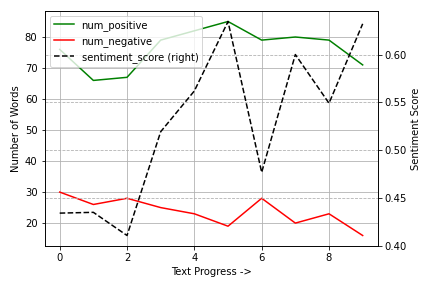 num_positive
num_negative
sentiment_score (right)
80
70
60
50
40
30
20
Number of Words
0.60
0.55
0.50
0.45
0.40
Sentiment Score
0 2 4 6 8
Text Progress ->